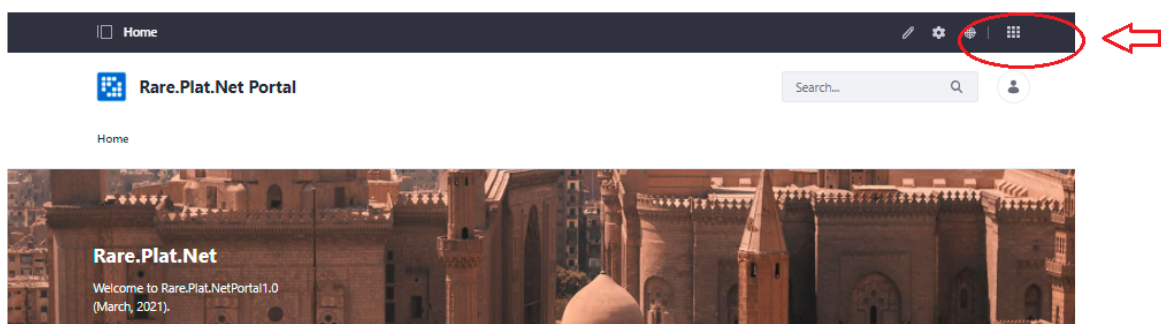 Home
Rare.Plat.Net Portal
Search...
Home
Rare.Plat.Net
Welcome to Rare.Plat.NetPortal1.0
(March, 2021).